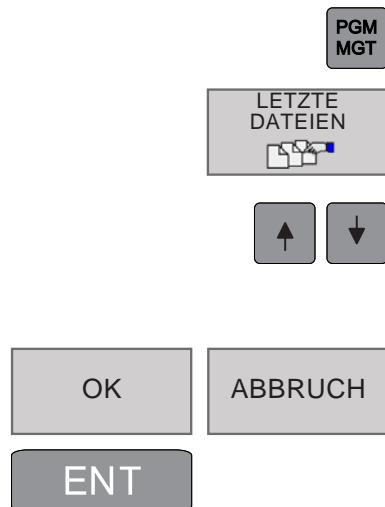 PGM
MGT
LETZTE
DATEIEN
OK
ABBRUCH
ENT